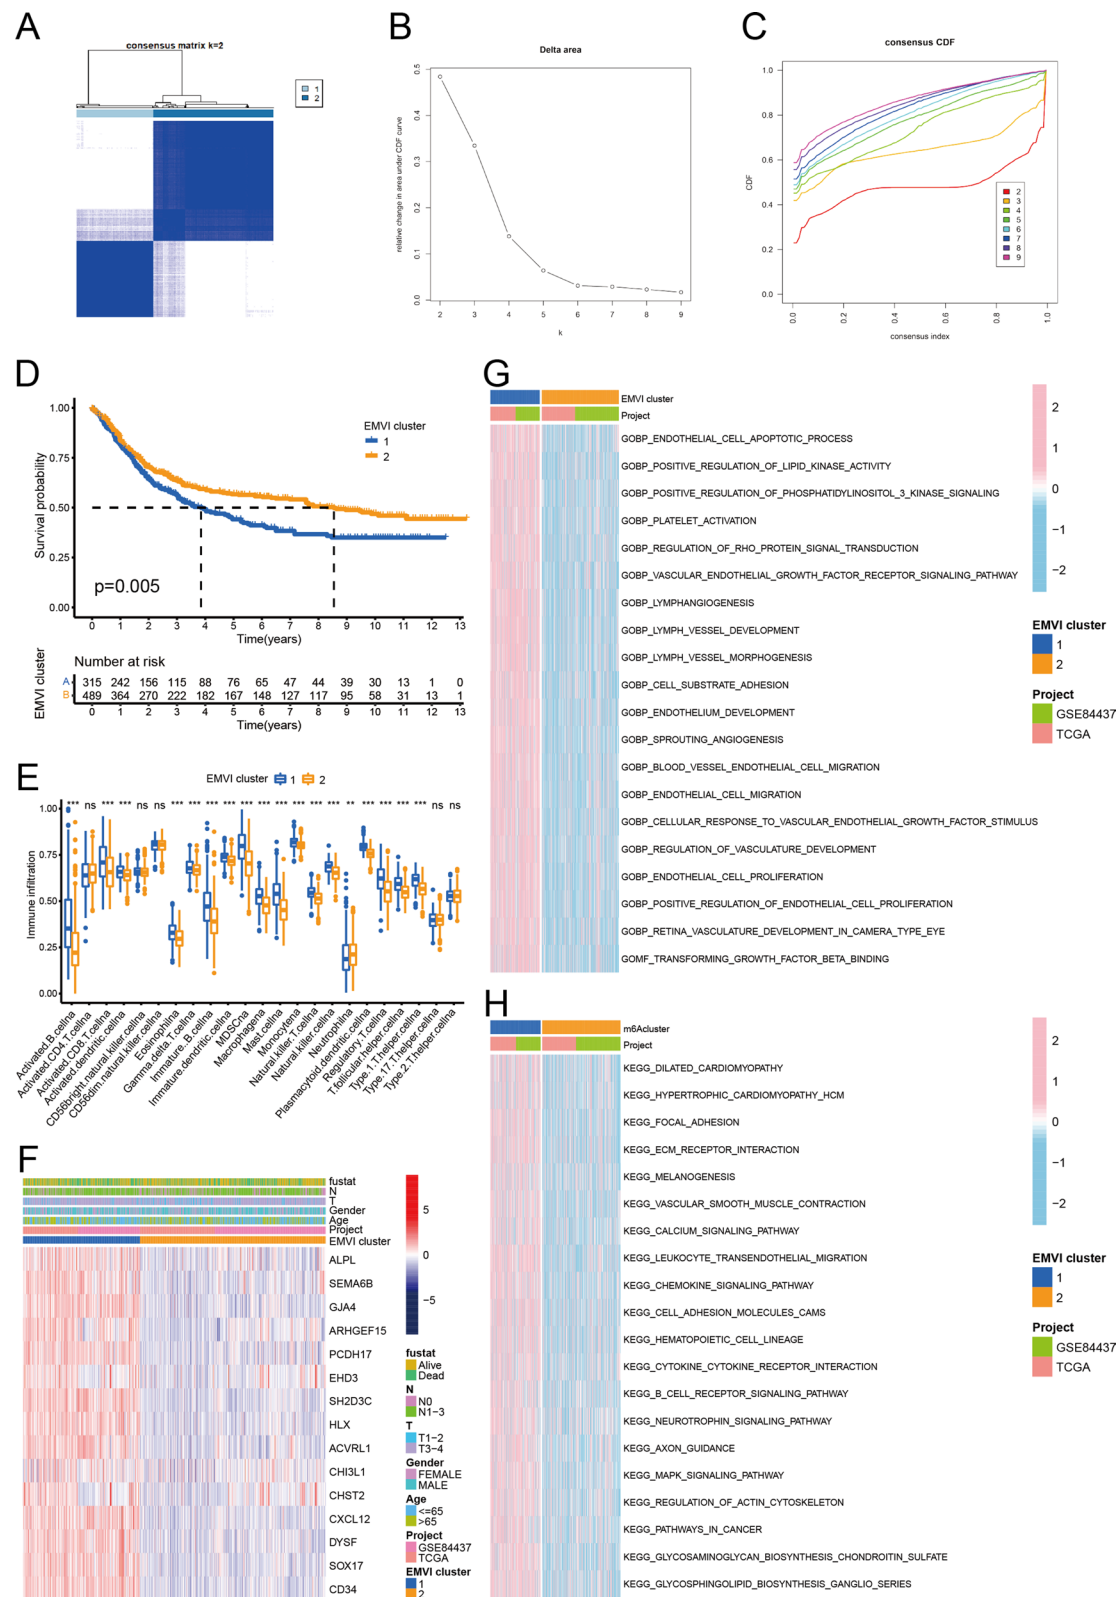 A
consensus matrix k=2
1
2
B
Delta area
relative change in area under CDF curve
0.5
0.4
0.3
0.2
0.1
0.0
2 3 4 5 6 7 8 9
k
C
consensus CDF
CDF
1.0
0.8
0.6
0.4
0.2
0.0
2
3
4
5
6
7
8
9
0.0 0.2 0.4 0.6 0.8 1.0
consensus index
D
Survival probability
1.00
0.75
0.50
0.25
0.00
EMVI cluster
1
2
p=0.005
0 1 2 3 4 5 6 7 8 9 10 11 12 13
Time(years)
EMVI cluster
Number at risk
A 315 242 156 115 88 76 65 47 44 39 30 13 1 0
B 489 364 270 222 182 167 148 127 117 95 58 31 13 1
0 1 2 3 4 5 6 7 8 9 10 11 12 13
Time(years)
E
EMVI cluster 1 2
*** ns *** *** ns ns *** *** *** *** *** *** *** *** *** *** ** *** *** *** *** ns ns
Immune infiltration
1.00
0.75
0.50
0.25
0.00
Activated.B.cellna
Activated.CD4.T.cellna
Activated.CD8.T.cellna
Activated.dendritic.cellna
CD56bright.natural.killer.cellna
CD56dim.natural.killer.cellna
Eosinophilna
Gamma.delta.T.cellna
Immature..B.cellna
Immature.dendritic.cellna
MDSCna
Macrophagena
Mast.cellna
Monocytena
Natural.killer.T.cellna
Natural.killer.cellna
Neutrophilna
Plasmacytoid.dendritic.cellna
Regulatory.T.cellna
T.follicular.helper.cellna
Type.1.T.helper.cellna
Type.17.T.helper.cellna
Type.2.T.helper.cellna
F
fustat
N
T
Gender
Age
Project
EMVI cluster
ALPL
SEMA6B
GJA4
ARHGEF15
PCDH17
EHD3
SH2D3C
HLX
ACVRL1
CHI3L1
CHST2
CXCL12
DYSF
SOX17
CD34
5
0
−5
fustat
Alive
Dead
N
N0
N1−3
T
T1−2
T3−4
Gender
FEMALE
MALE
Age
<=65
>65
Project
GSE84437
TCGA
EMVI cluster
1
2
G
EMVI cluster
Project
GOBP_ENDOTHELIAL_CELL_APOPTOTIC_PROCESS
GOBP_POSITIVE_REGULATION_OF_LIPID_KINASE_ACTIVITY
GOBP_POSITIVE_REGULATION_OF_PHOSPHATIDYLINOSITOL_3_KINASE_SIGNALING
GOBP_PLATELET_ACTIVATION
GOBP_REGULATION_OF_RHO_PROTEIN_SIGNAL_TRANSDUCTION
GOBP_VASCULAR_ENDOTHELIAL_GROWTH_FACTOR_RECEPTOR_SIGNALING_PATHWAY
GOBP_LYMPHANGIOGENESIS
GOBP_LYMPH_VESSEL_DEVELOPMENT
GOBP_LYMPH_VESSEL_MORPHOGENESIS
GOBP_CELL_SUBSTRATE_ADHESION
GOBP_ENDOTHELIUM_DEVELOPMENT
GOBP_SPROUTING_ANGIOGENESIS
GOBP_BLOOD_VESSEL_ENDOTHELIAL_CELL_MIGRATION
GOBP_ENDOTHELIAL_CELL_MIGRATION
GOBP_CELLULAR_RESPONSE_TO_VASCULAR_ENDOTHELIAL_GROWTH_FACTOR_STIMULUS
GOBP_REGULATION_OF_VASCULATURE_DEVELOPMENT
GOBP_ENDOTHELIAL_CELL_PROLIFERATION
GOBP_POSITIVE_REGULATION_OF_ENDOTHELIAL_CELL_PROLIFERATION
GOBP_RETINA_VASCULATURE_DEVELOPMENT_IN_CAMERA_TYPE_EYE
GOMF_TRANSFORMING_GROWTH_FACTOR_BETA_BINDING
2
1
0
−1
−2
EMVI cluster
1
2
Project
GSE84437
TCGA
H
m6Acluster
Project
KEGG_DILATED_CARDIOMYOPATHY
KEGG_HYPERTROPHIC_CARDIOMYOPATHY_HCM
KEGG_FOCAL_ADHESION
KEGG_ECM_RECEPTOR_INTERACTION
KEGG_MELANOGENESIS
KEGG_VASCULAR_SMOOTH_MUSCLE_CONTRACTION
KEGG_CALCIUM_SIGNALING_PATHWAY
KEGG_LEUKOCYTE_TRANSENDOTHELIAL_MIGRATION
KEGG_CHEMOKINE_SIGNALING_PATHWAY
KEGG_CELL_ADHESION_MOLECULES_CAMS
KEGG_HEMATOPOIETIC_CELL_LINEAGE
KEGG_CYTOKINE_CYTOKINE_RECEPTOR_INTERACTION
KEGG_B_CELL_RECEPTOR_SIGNALING_PATHWAY
KEGG_NEUROTROPHIN_SIGNALING_PATHWAY
KEGG_AXON_GUIDANCE
KEGG_MAPK_SIGNALING_PATHWAY
KEGG_REGULATION_OF_ACTIN_CYTOSKELETON
KEGG_PATHWAYS_IN_CANCER
KEGG_GLYCOSAMINOGLYCAN_BIOSYNTHESIS_CHONDROITIN_SULFATE
KEGG_GLYCOSPHINGOLIPID_BIOSYNTHESIS_GANGLIO_SERIES
2
1
0
−1
−2
EMVI cluster
1
2
Project
GSE84437
TCGA